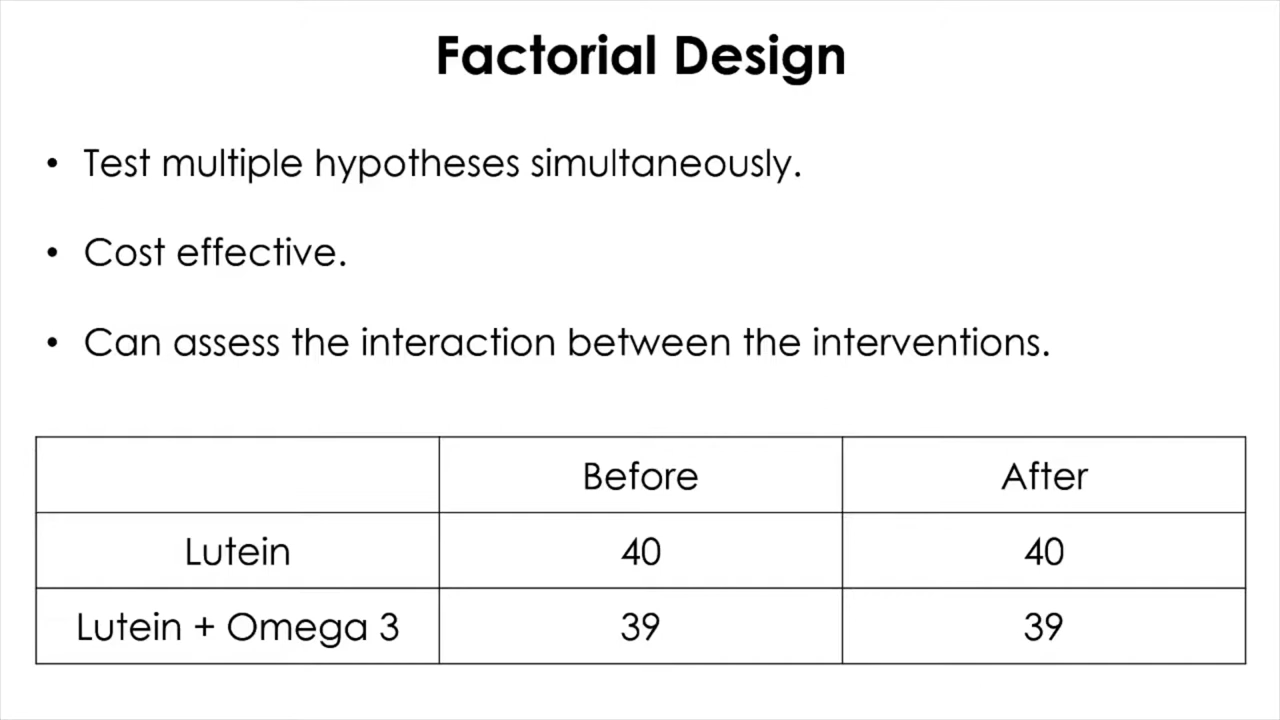 Factorial Design
• Test multiple hypotheses simultaneously.
• Cost effective.
• Can assess the interaction between the interventions.
Before After
Lutein 40 40
Lutein + Omega 3 39 39